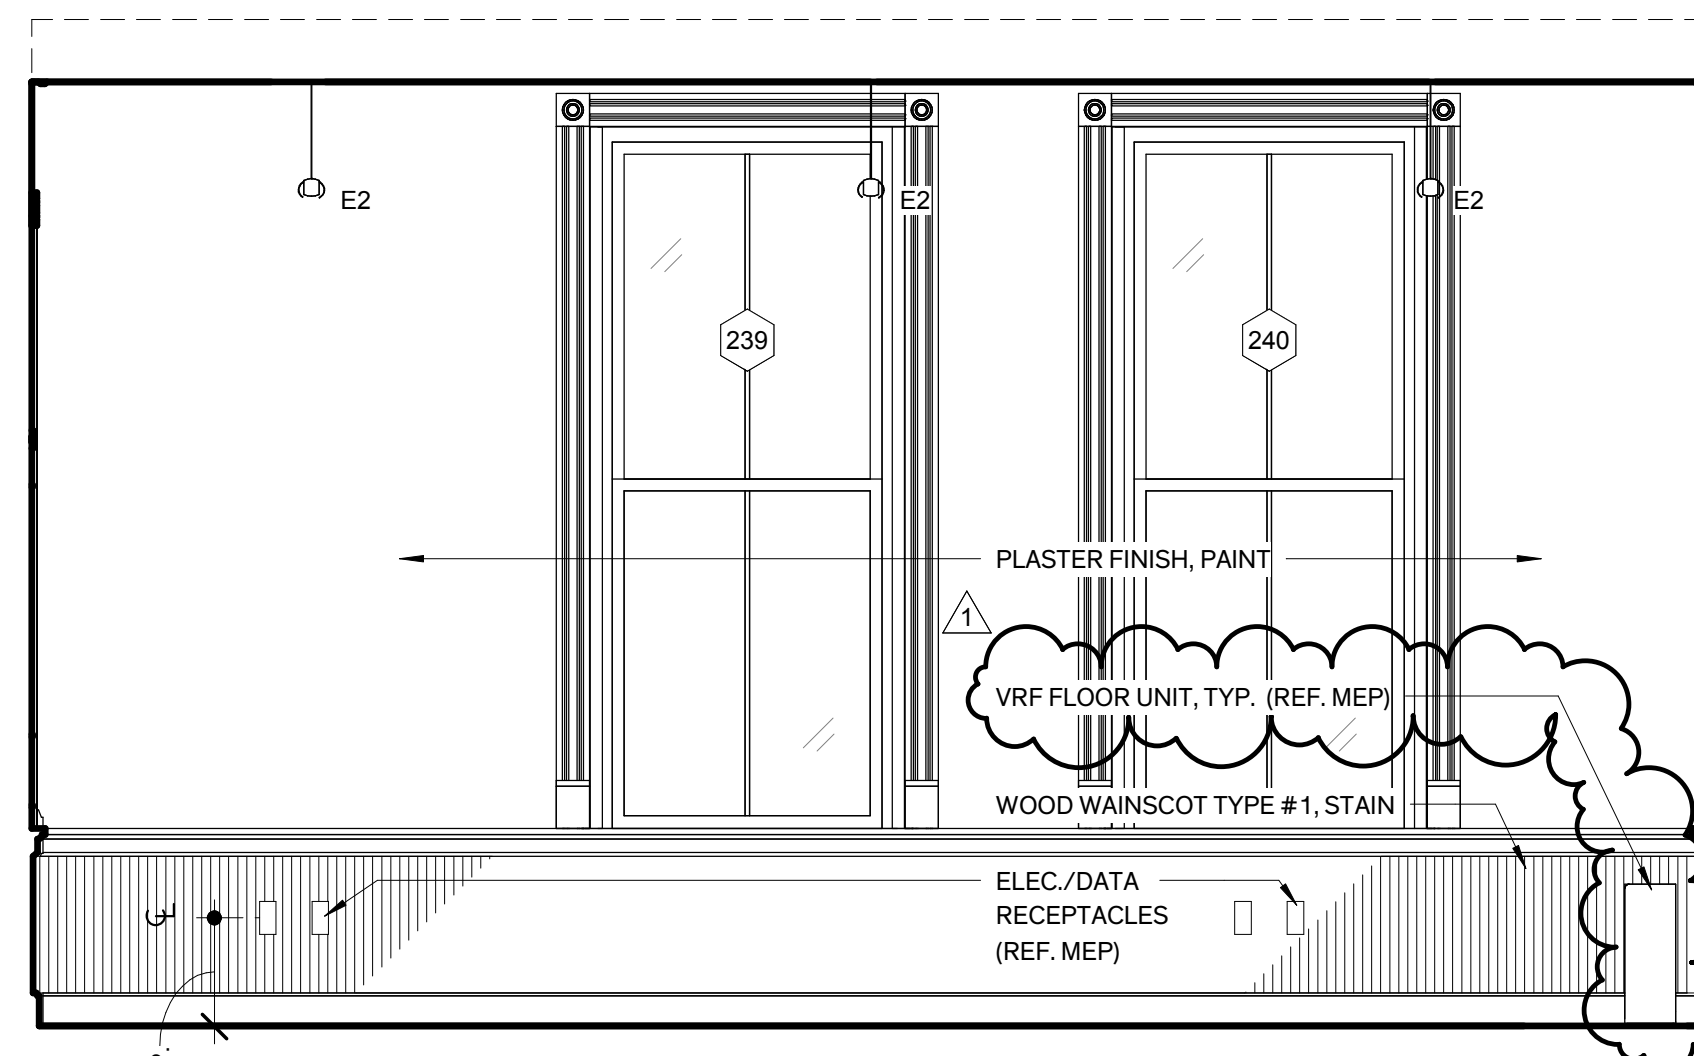 E2
E2
E2
239
240
PLASTER FINISH, PAINT
1
VRF FLOOR UNIT, TYP. (REF. MEP)
WOOD WAINSCOT TYPE #1, STAIN
ELEC./DATA
RECEPTACLES
(REF. MEP)
CL